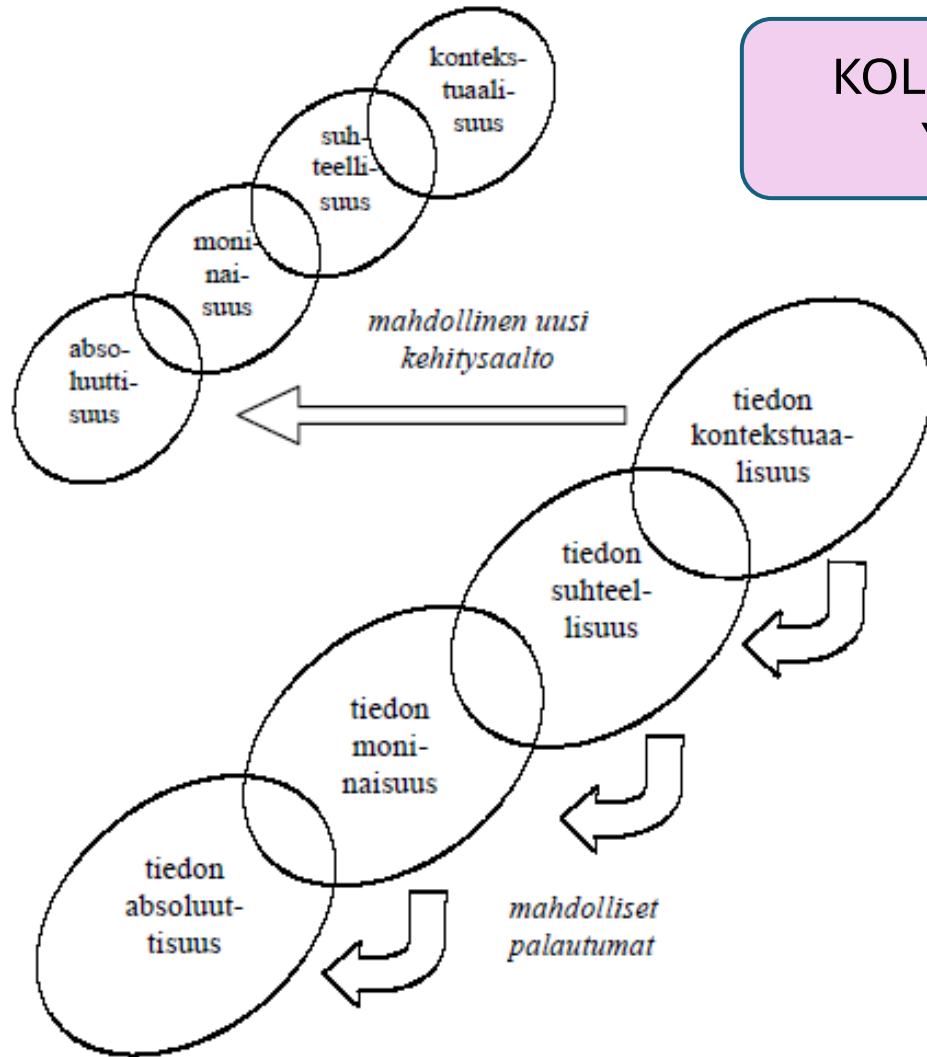 konteks-
tuaali-
suus
suh-
teelli-
suus
moni-
nai-
suus
abso-
luutti-
suus
KOL
mahdollinen uusi
kehitysaalto
tiedon
kontekstuaa-
lisuus
tiedon
suhteel-
lisuus
tiedon
moni-
naisuus
tiedon
absoluut-
tisuus
mahdolliset
palautumat